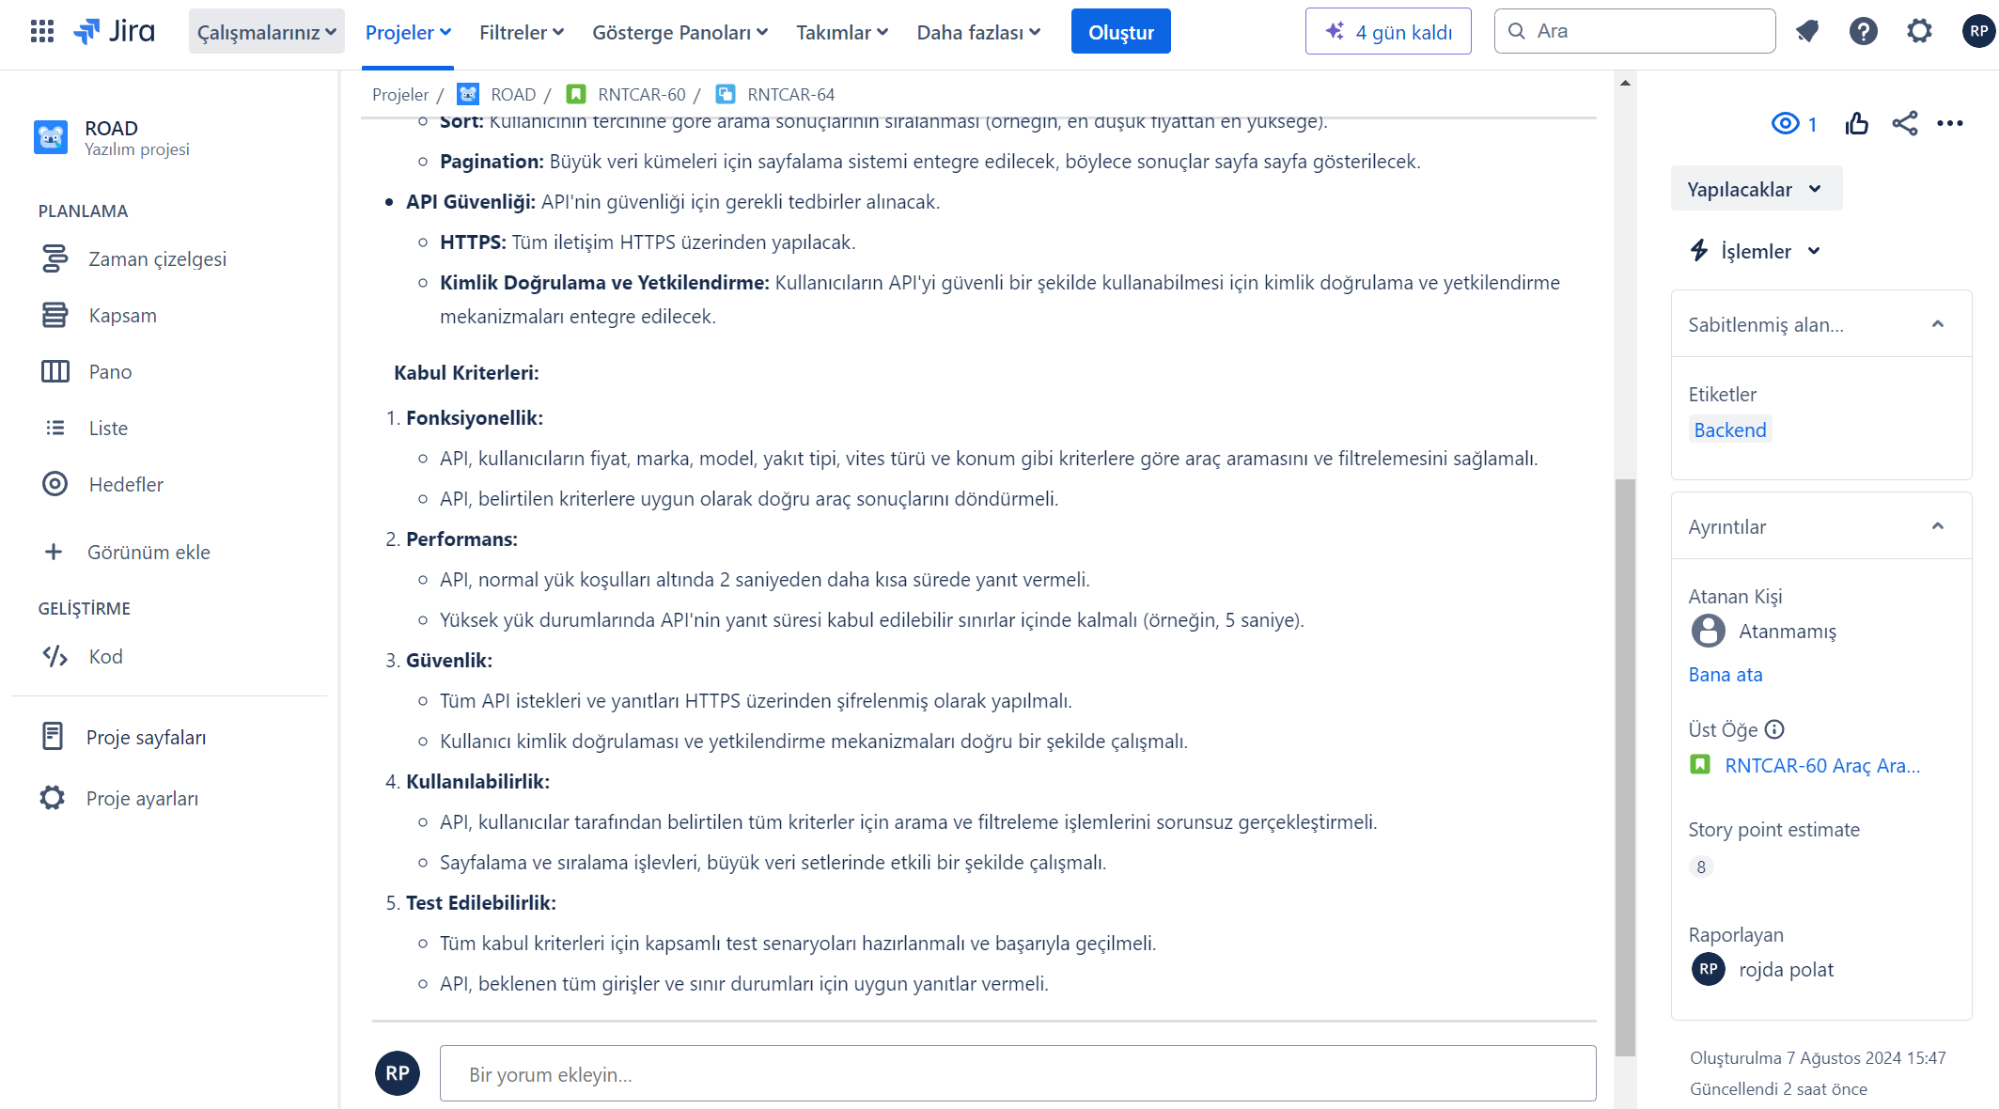 Jira
Çalışmalarınız
Projeler
Filtreler
Gösterge Panoları
Takımlar
Daha fazlası
Oluştur
4 gün kaldı
Ara
RP
ROAD
Yazılım projesi
PLANLAMA
Zaman çizelgesi
Kapsam
Pano
Liste
Hedefler
Görünüm ekle
GELİŞTİRME
Kod
Proje sayfaları
Proje ayarları
Projeler / ROAD / RNTCAR-60 / RNTCAR-64
Sort: Kullanıcının tercihine göre arama sonuçlarının sıralanması (örneğin, en düşük fiyattan en yükseğe).
Pagination: Büyük veri kümeleri için sayfalama sistemi entegre edilecek, böylece sonuçlar sayfa sayfa gösterilecek.
API Güvenliği: API'nin güvenliği için gerekli tedbirler alınacak.
HTTPS: Tüm iletişim HTTPS üzerinden yapılacak.
Kimlik Doğrulama ve Yetkilendirme: Kullanıcıların API'yi güvenli bir şekilde kullanabilmesi için kimlik doğrulama ve yetkilendirme
mekanizmaları entegre edilecek.
Kabul Kriterleri:
1. Fonksiyonellik:
API, kullanıcıların fiyat, marka, model, yakıt tipi, vites türü ve konum gibi kriterlere göre araç aramasını ve filtrelemesini sağlamalı.
API, belirtilen kriterlere uygun olarak doğru araç sonuçlarını döndürmeli.
2. Performans:
API, normal yük koşulları altında 2 saniyeden daha kısa sürede yanıt vermeli.
Yüksek yük durumlarında API'nin yanıt süresi kabul edilebilir sınırlar içinde kalmalı (örneğin, 5 saniye).
3. Güvenlik:
Tüm API istekleri ve yanıtları HTTPS üzerinden şifrelenmiş olarak yapılmalı.
Kullanıcı kimlik doğrulaması ve yetkilendirme mekanizmaları doğru bir şekilde çalışmalı.
4. Kullanılabilirlik:
API, kullanıcılar tarafından belirtilen tüm kriterler için arama ve filtreleme işlemlerini sorunsuz gerçekleştirmeli.
Sayfalama ve sıralama işlevleri, büyük veri setlerinde etkili bir şekilde çalışmalı.
5. Test Edilebilirlik:
Tüm kabul kriterleri için kapsamlı test senaryoları hazırlanmalı ve başarıyla geçilmeli.
API, beklenen tüm girişler ve sınır durumları için uygun yanıtlar vermeli.
RP
Bir yorum ekleyin...
1
Yapılacaklar
İşlemler
Sabitlenmiş alan...
Etiketler
Backend
Ayrıntılar
Atanan Kişi
Atanmamış
Bana ata
Üst Öğe
RNTCAR-60 Araç Ara...
Story point estimate
8
Raporlayan
RP rojda polat
Oluşturulma 7 Ağustos 2024 15:47
Güncellendi 2 saat önce